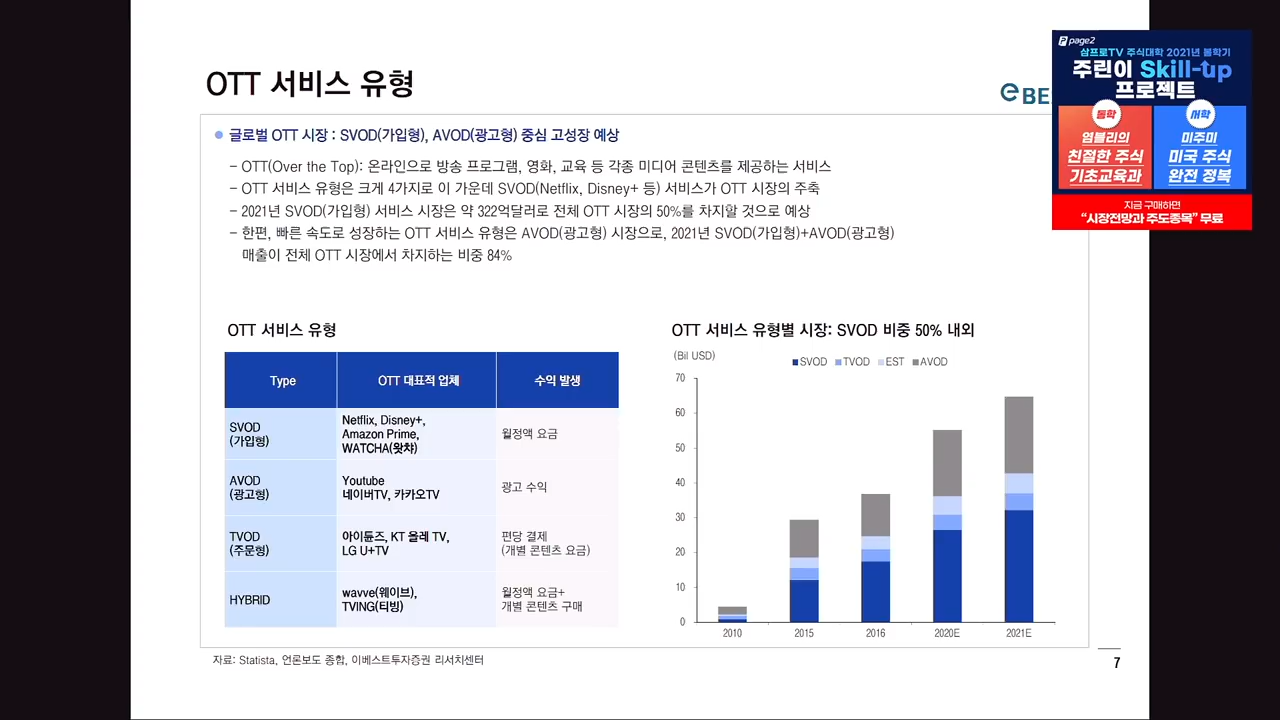 OTT 서비스 유형
page2
삼프로TV 주식대학 2021년 봄학기
주린이 Skill-up
프로젝트
동학
염블리의
친절한 주식
기초교육과
서학
미주미
미국 주식
완전 정복
지금 구매하면
“시장전망과 주도종목” 무료
글로벌 OTT 시장 : SVOD(가입형), AVOD(광고형) 중심 고성장 예상
– OTT(Over the Top): 온라인으로 방송 프로그램, 영화, 교육 등 각종 미디어 콘텐츠를 제공하는 서비스
– OTT 서비스 유형은 크게 4가지로 이 가운데 SVOD(Netflix, Disney+ 등) 서비스가 OTT 시장의 주축
– 2021년 SVOD(가입형) 서비스 시장은 약 322억달러로 전체 OTT 시장의 50%를 차지할 것으로 예상
– 한편, 빠른 속도로 성장하는 OTT 서비스 유형은 AVOD(광고형) 시장으로, 2021년 SVOD(가입형)+AVOD(광고형)
매출이 전체 OTT 시장에서 차지하는 비중 84%
OTT 서비스 유형
Type OTT 대표적 업체 수익 발생
SVOD
(가입형)
Netflix, Disney+,
Amazon Prime,
WATCHA(왓챠)
월정액 요금
AVOD
(광고형)
Youtube
네이버TV, 카카오TV
광고 수익
TVOD
(주문형)
아이튠즈, KT 올레 TV,
LG U+TV
편당 결제
(개별 콘텐츠 요금)
HYBRID
wavve(웨이브),
TVING(티빙)
월정액 요금+
개별 콘텐츠 구매
OTT 서비스 유형별 시장: SVOD 비중 50% 내외
(Bil USD)
SVOD TVOD EST AVOD
70
60
50
40
30
20
10
0
2010 2015 2016 2020E 2021E
자료: Statista, 언론보도 종합, 이베스트투자증권 리서치센터
7